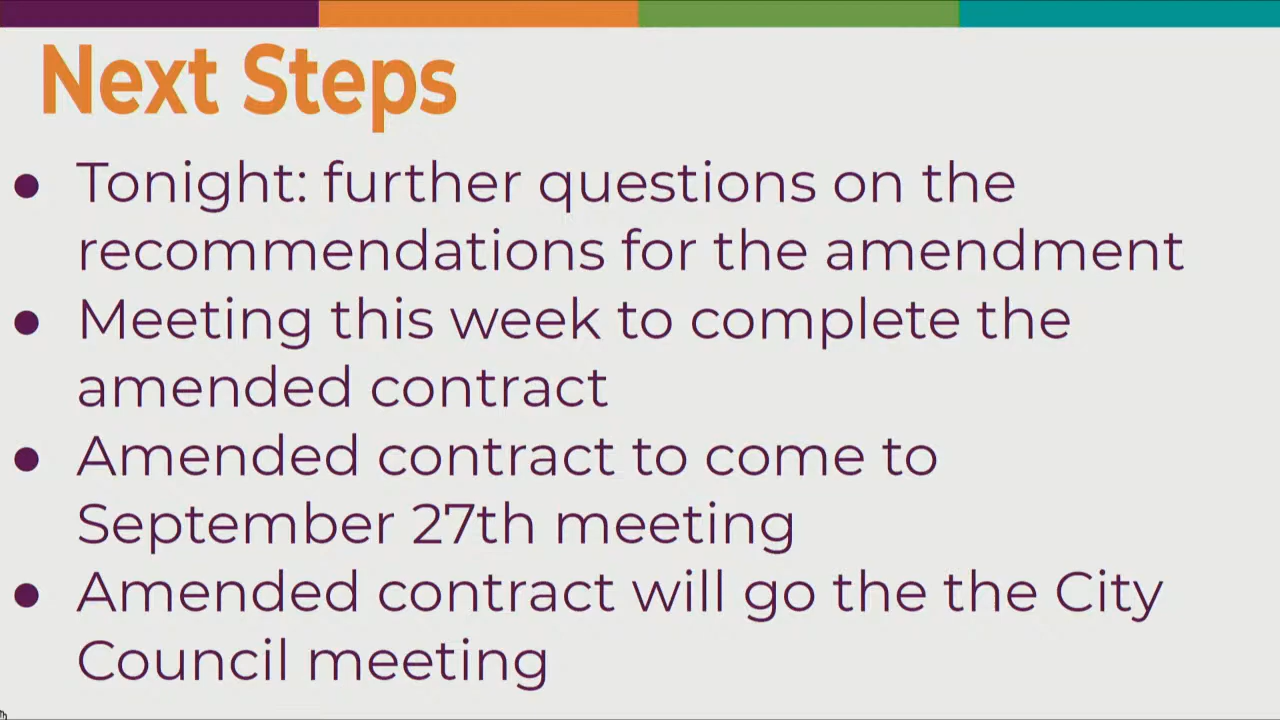 Next Steps
● Tonight: further questions on the
recommendations for the amendment
● Meeting this week to complete the
amended contract
● Amended contract to come to
September 27th meeting
● Amended contract will go the the City
Council meeting